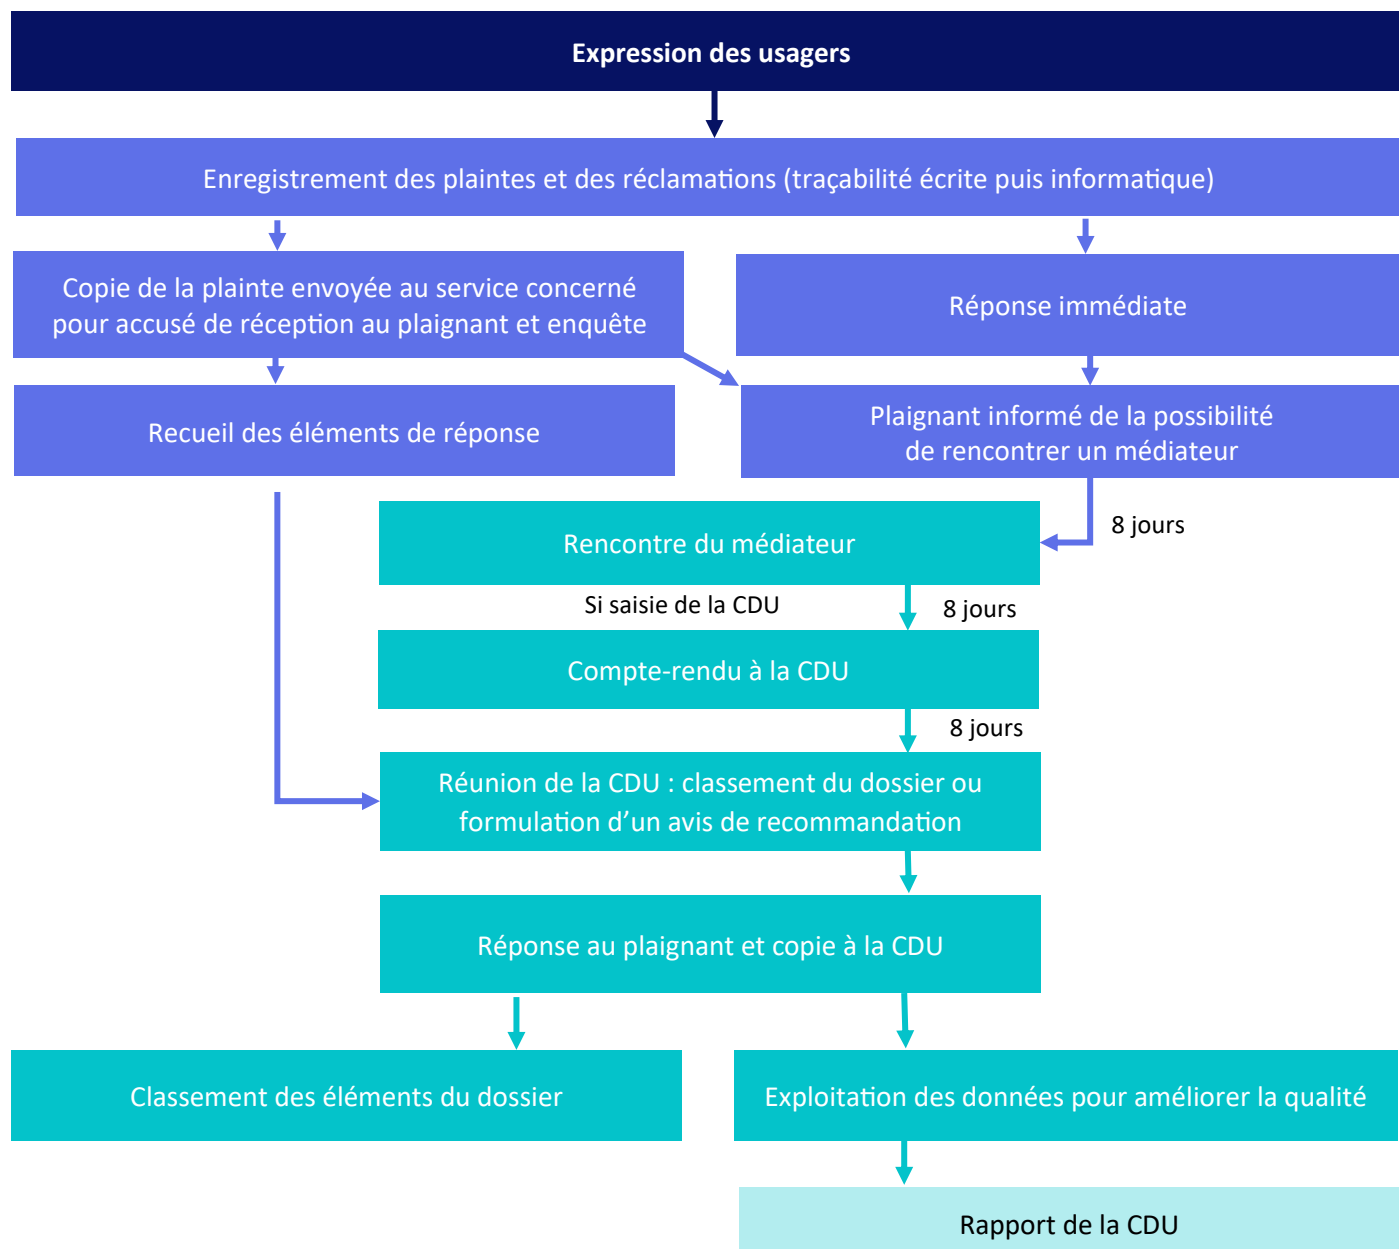 Expression des usagers
Enregistrement des plaintes et des réclamations (traçabilité écrite puis informatique)
Copie de la plainte envoyée au service concerné
pour accusé de réception au plaignant et enquête
Réponse immédiate
Recueil des éléments de réponse
Plaignant informé de la possibilité
de rencontrer un médiateur
8 jours
Rencontre du médiateur
Si saisie de la CDU
8 jours
Compte-rendu à la CDU
8 jours
Réunion de la CDU : classement du dossier ou
formulation d’un avis de recommandation
Réponse au plaignant et copie à la CDU
Classement des éléments du dossier
Exploitation des données pour améliorer la qualité
Rapport de la CDU